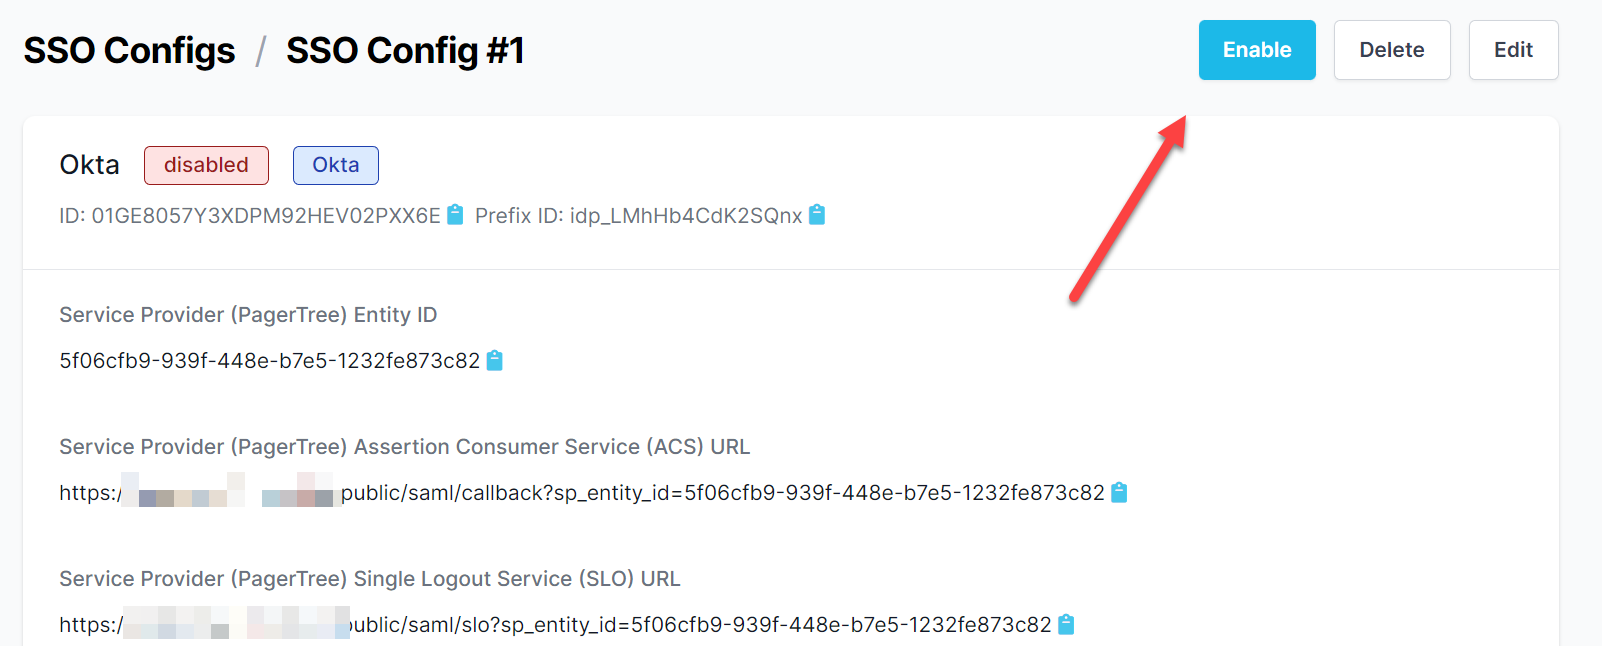 SSO Configs / SSO Config #1 Enable Delete Edit
Okta disabled Okta
ID: 01GE8057Y3XDPM92HEV02PXX6E Prefix ID: idp_LMhHb4CdK2SQnx
Service Provider (PagerTree) Entity ID
5f06cfb9-939f-448e-b7e5-1232fe873c82
Service Provider (PagerTree) Assertion Consumer Service (ACS) URL
https:/ public/saml/callback?sp_entity_id=5f06cfb9-939f-448e-b7e5-1232fe873c82
Service Provider (PagerTree) Single Logout Service (SLO) URL
https:/ public/saml/slo?sp_entity_id=5f06cfb9-939f-448e-b7e5-1232fe873c82